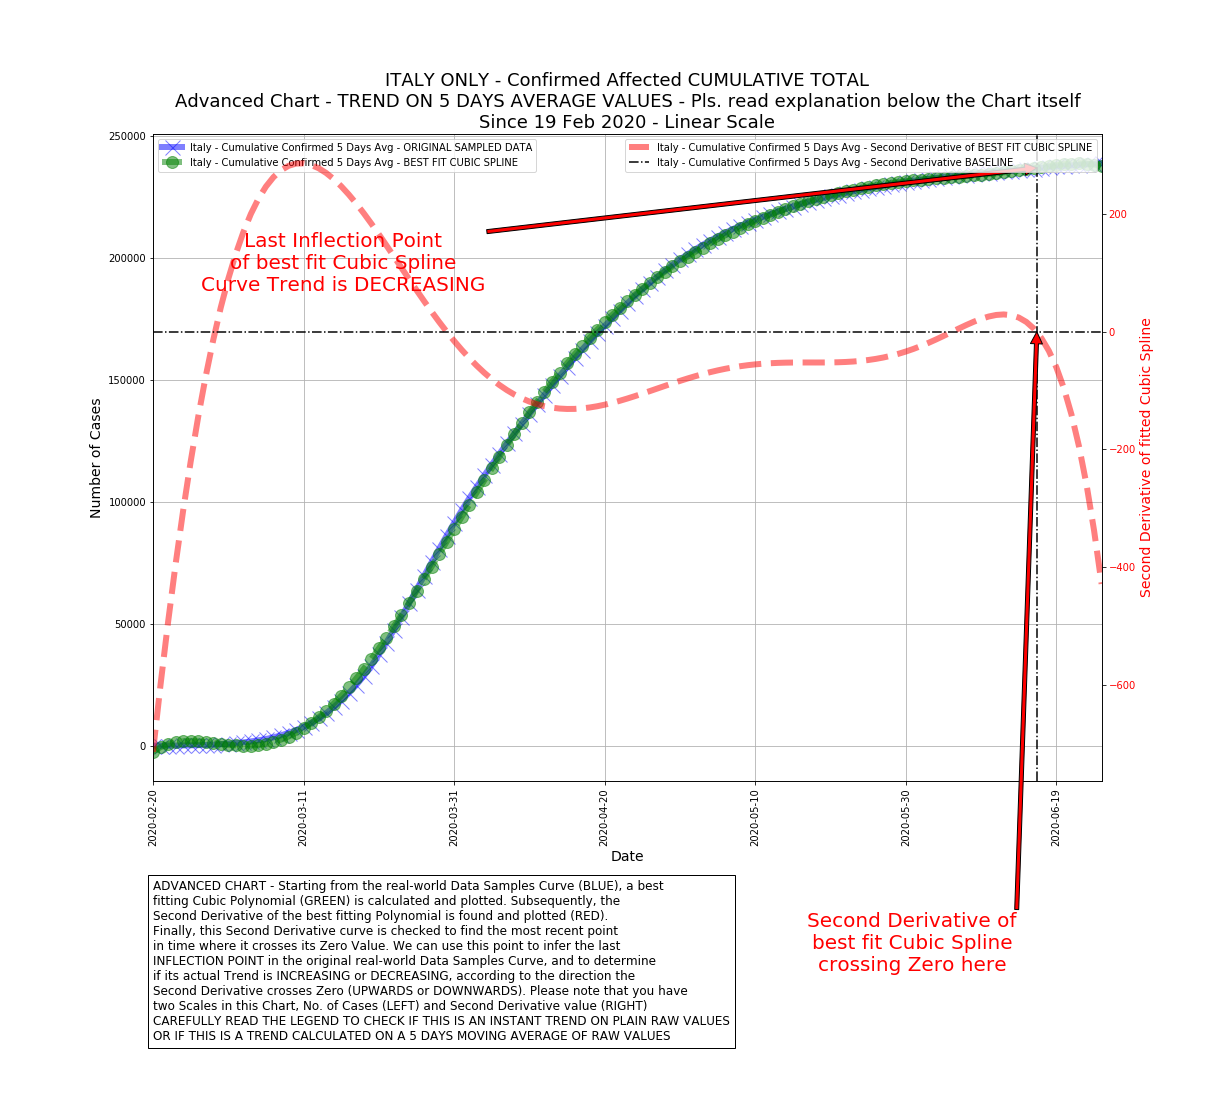 ITALY ONLY - Confirmed Affected CUMULATIVE TOTAL
Advanced Chart - TREND ON 5 DAYS AVERAGE VALUES - Pls. read explanation below the Chart itself
Since 19 Feb 2020 - Linear Scale
Italy - Cumulative Confirmed 5 Days Avg - ORIGINAL SAMPLED DATA
Italy - Cumulative Confirmed 5 Days Avg - BEST FIT CUBIC SPLINE
Italy - Cumulative Confirmed 5 Days Avg - Second Derivative of BEST FIT CUBIC SPLINE
Italy - Cumulative Confirmed 5 Days Avg - Second Derivative BASELINE
Last Inflection Point
of best fit Cubic Spline
Curve Trend is DECREASING
250000
200000
150000
100000
50000
0
Number of Cases
200
0
−200
−400
−600
Second Derivative of fitted Cubic Spline
2020-02-20
2020-03-11
2020-03-31
2020-04-20
2020-05-10
2020-05-30
2020-06-19
Date
ADVANCED CHART - Starting from the real-world Data Samples Curve (BLUE), a best
fitting Cubic Polynomial (GREEN) is calculated and plotted. Subsequently, the
Second Derivative of the best fitting Polynomial is found and plotted (RED).
Finally, this Second Derivative curve is checked to find the most recent point
in time where it crosses its Zero Value. We can use this point to infer the last
INFLECTION POINT in the original real-world Data Samples Curve, and to determine
if its actual Trend is INCREASING or DECREASING, according to the direction the
Second Derivative crosses Zero (UPWARDS or DOWNWARDS). Please note that you have
two Scales in this Chart, No. of Cases (LEFT) and Second Derivative value (RIGHT)
CAREFULLY READ THE LEGEND TO CHECK IF THIS IS AN INSTANT TREND ON PLAIN RAW VALUES
OR IF THIS IS A TREND CALCULATED ON A 5 DAYS MOVING AVERAGE OF RAW VALUES
Second Derivative of
best fit Cubic Spline
crossing Zero here